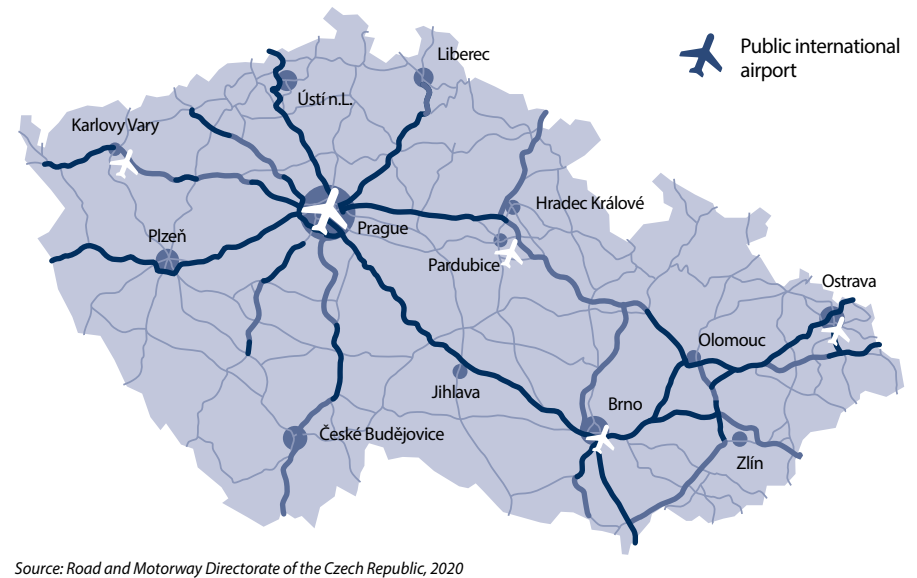 Public international
airport
Liberec
Ústí n.L.
Karlovy Vary
Hradec Králové
Prague
Plzeň
Pardubice
Ostrava
Olomouc
Jihlava
Brno
České Budějovice
Zlín
Source: Road and Motorway Directorate of the Czech Republic, 2020